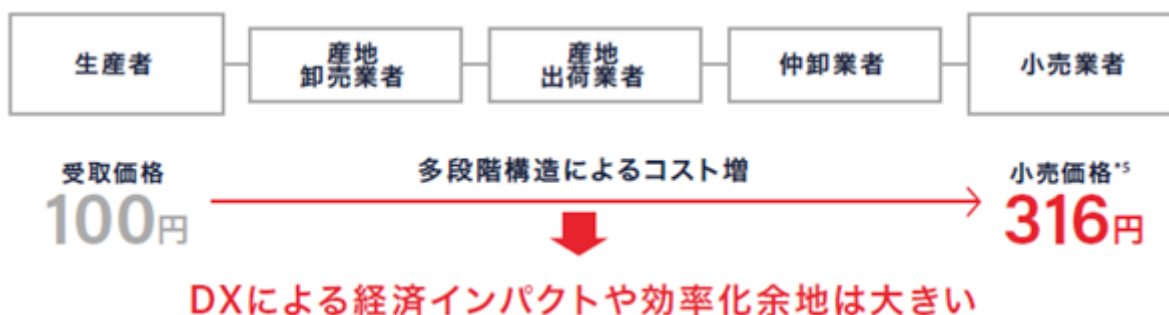 生産者
産地
卸売業者
産地
出荷業者
仲卸業者
小売業者
受取価格
100円
多段階構造によるコスト増
小売価格*5
316円
DXによる経済インパクトや効率化余地は大きい